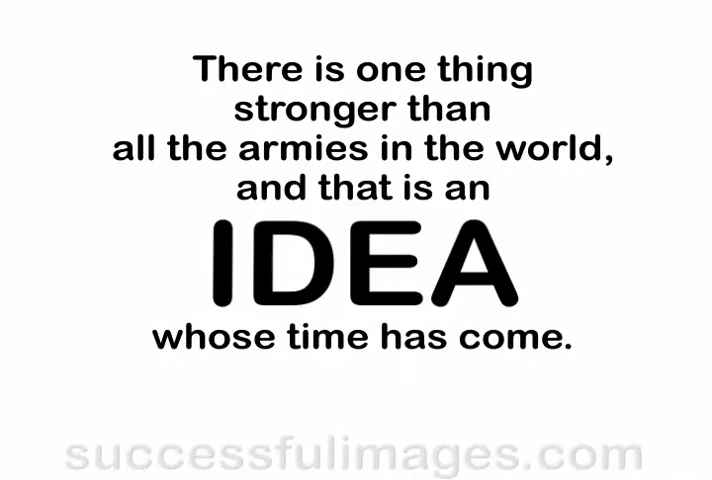 There is one thing
stronger than
all the armies in the world,
and that is an
IDEA
whose time has come.
successfulimages.com